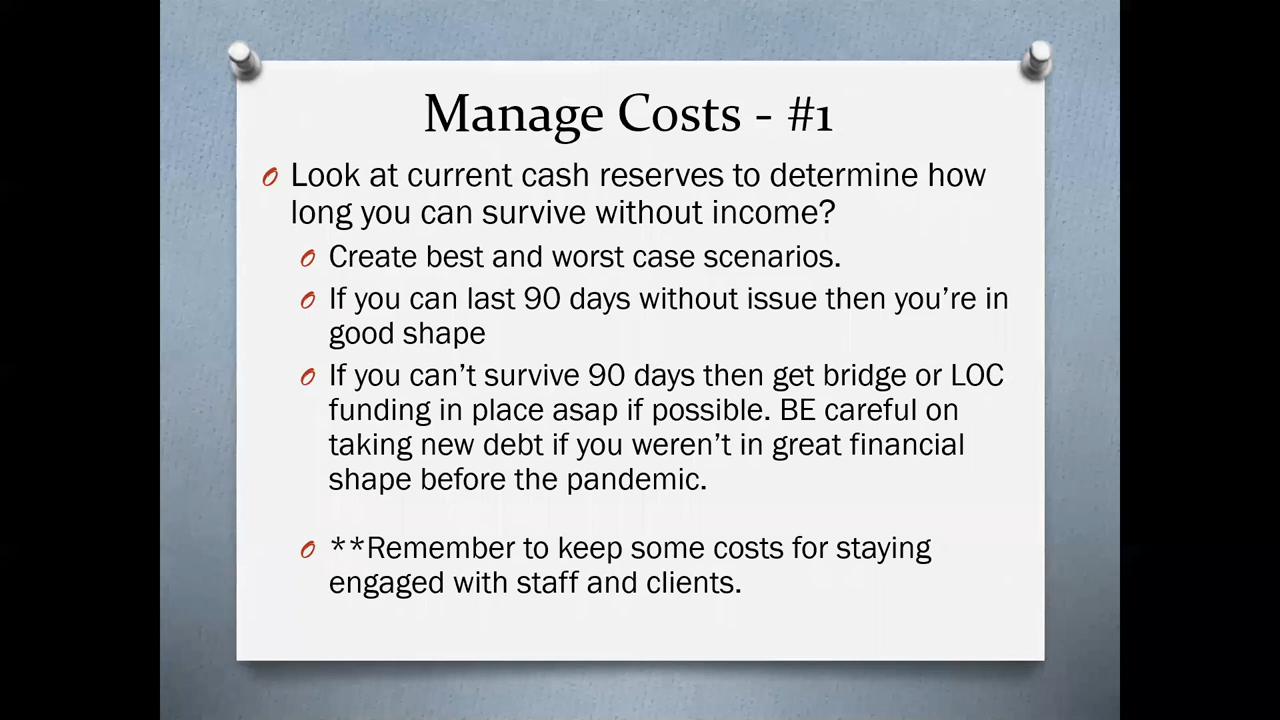 Manage Costs - #1
Look at current cash reserves to determine how
long you can survive without income?
Create best and worst case scenarios.
If you can last 90 days without issue then you’re in
good shape
If you can’t survive 90 days then get bridge or LOC
funding in place asap if possible. BE careful on
taking new debt if you weren’t in great financial
shape before the pandemic.
**Remember to keep some costs for staying
engaged with staff and clients.